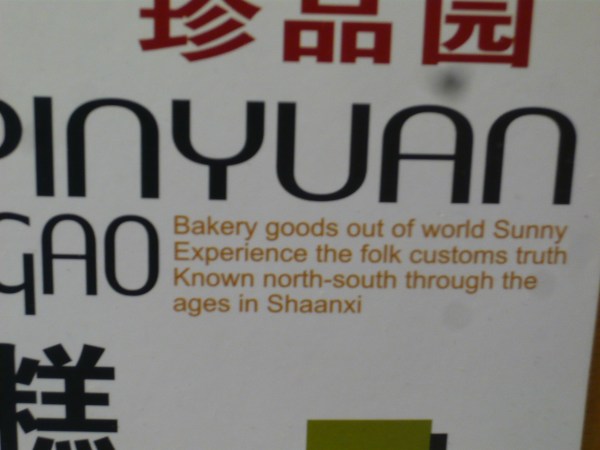 珍品园
PINYUAN
GAO
Bakery goods out of world Sunny
Experience the folk customs truth
Known north-south through the
ages in Shaanxi
糕